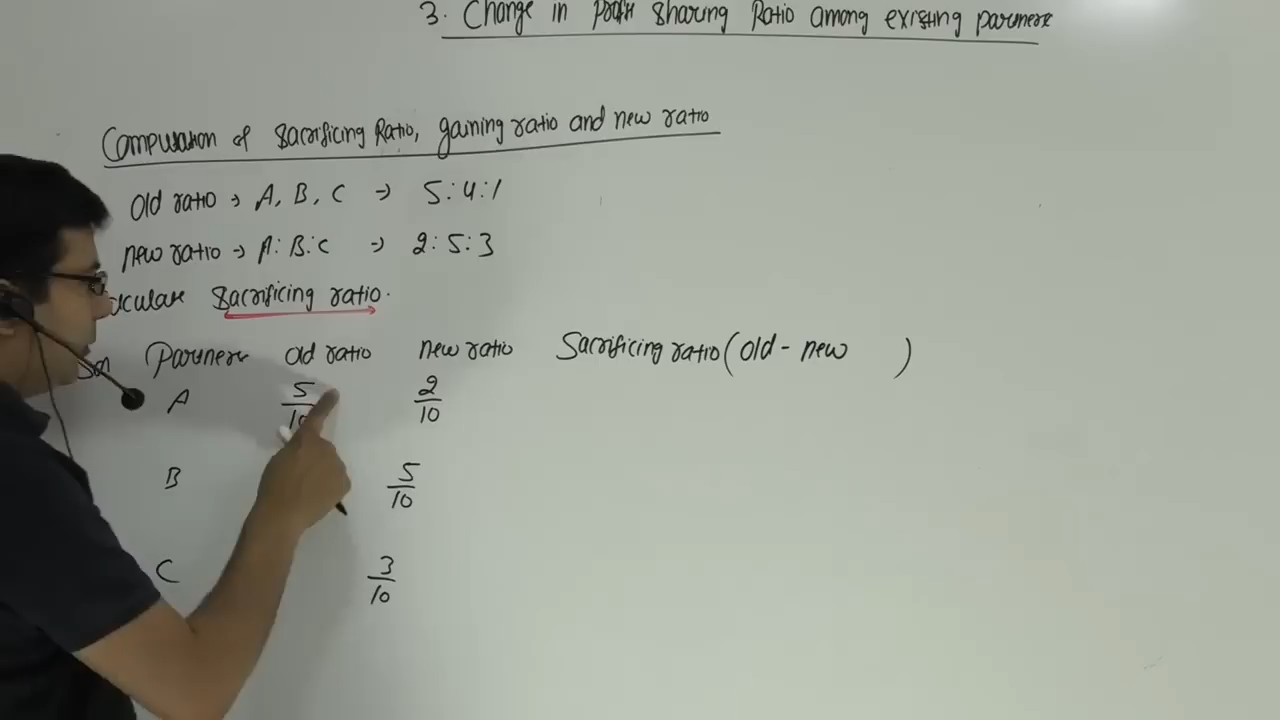 3. Change in Profit Sharing Ratio among existing partners
Computation of Sacrificing Ratio, gaining ratio and new ratio
Old ratio → A, B, C → 5:4:1
New ratio → A:B:C → 2:5:3
Sacrificing ratio.
Partners old ratio new ratio Sacrificing ratio (old - new )
A 5/10 2/10
B 5/10
C 3/10